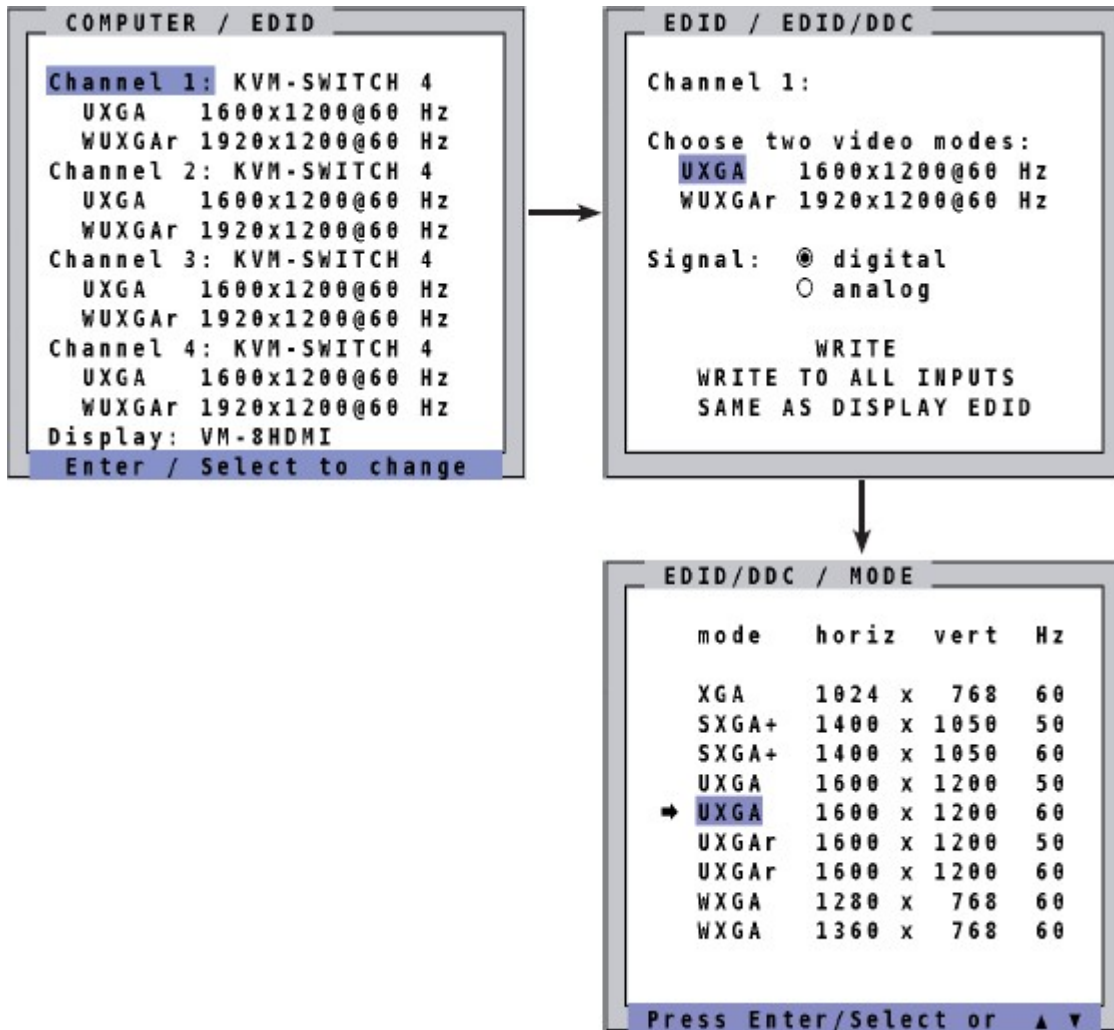 COMPUTER / EDID
Channel 1: KVM-SWITCH 4
UXGA 1600x1200@60 Hz
WUXGAr 1920x1200@60 Hz
Channel 2: KVM-SWITCH 4
UXGA 1600x1200@60 Hz
WUXGAr 1920x1200@60 Hz
Channel 3: KVM-SWITCH 4
UXGA 1600x1200@60 Hz
WUXGAr 1920x1200@60 Hz
Channel 4: KVM-SWITCH 4
UXGA 1600x1200@60 Hz
WUXGAr 1920x1200@60 Hz
Display: VM-8HDMI
Enter / Select to change
EDID / EDID/DDC
Channel 1:
Choose two video modes:
UXGA 1600x1200@60 Hz
WUXGAr 1920x1200@60 Hz
Signal: ◉ digital
○ analog
WRITE
WRITE TO ALL INPUTS
SAME AS DISPLAY EDID
EDID/DDC / MODE
mode horiz vert Hz
XGA 1024 x 768 60
SXGA+ 1400 x 1050 50
SXGA+ 1400 x 1050 60
UXGA 1600 x 1200 50
➡ UXGA 1600 x 1200 60
UXGAr 1600 x 1200 50
UXGAr 1600 x 1200 60
WXGA 1280 x 768 60
WXGA 1360 x 768 60
Press Enter/Select or ▲ ▼